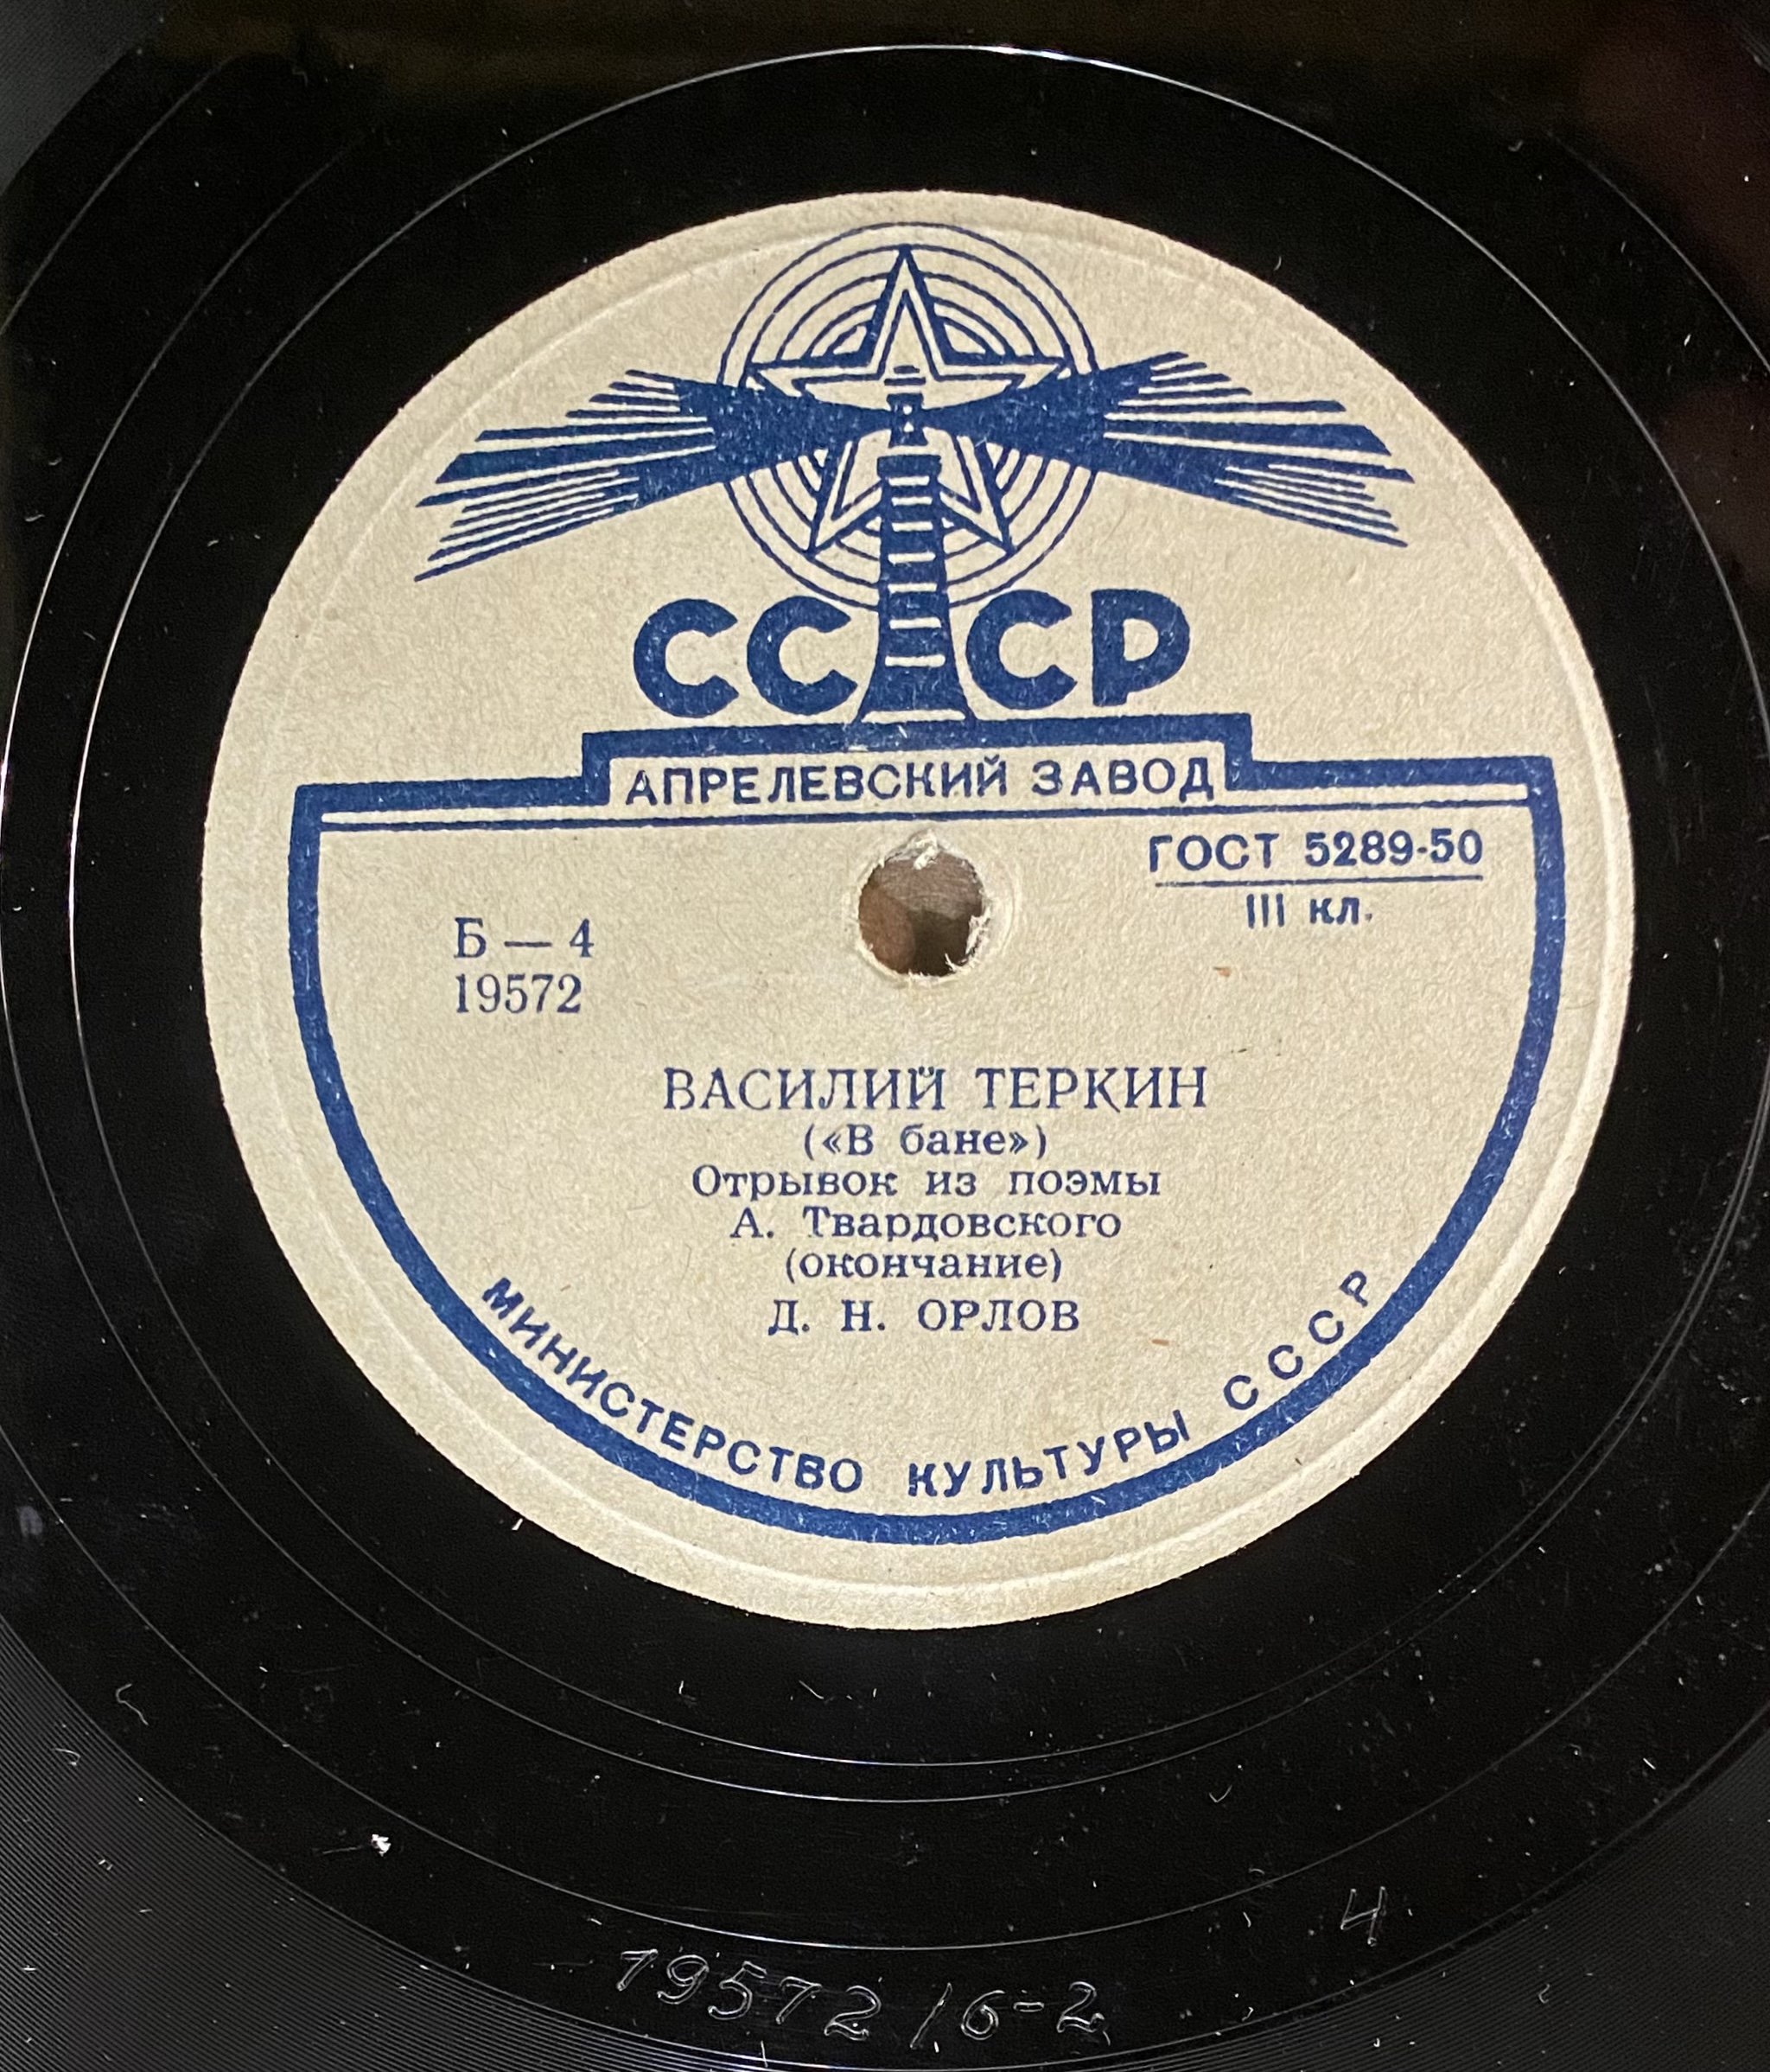 СССР
АПРЕЛЕВСКИЙ ЗАВОД
ГОСТ 5289-50
III кл.
Б — 4
19572
ВАСИЛИЙ ТЕРКИН
(«В бане»)
Отрывок из поэмы
А. Твардовского
(окончание)
Д. Н. ОРЛОВ
МИНИСТЕРСТВО КУЛЬТУРЫ СССР
4
19572/6-2